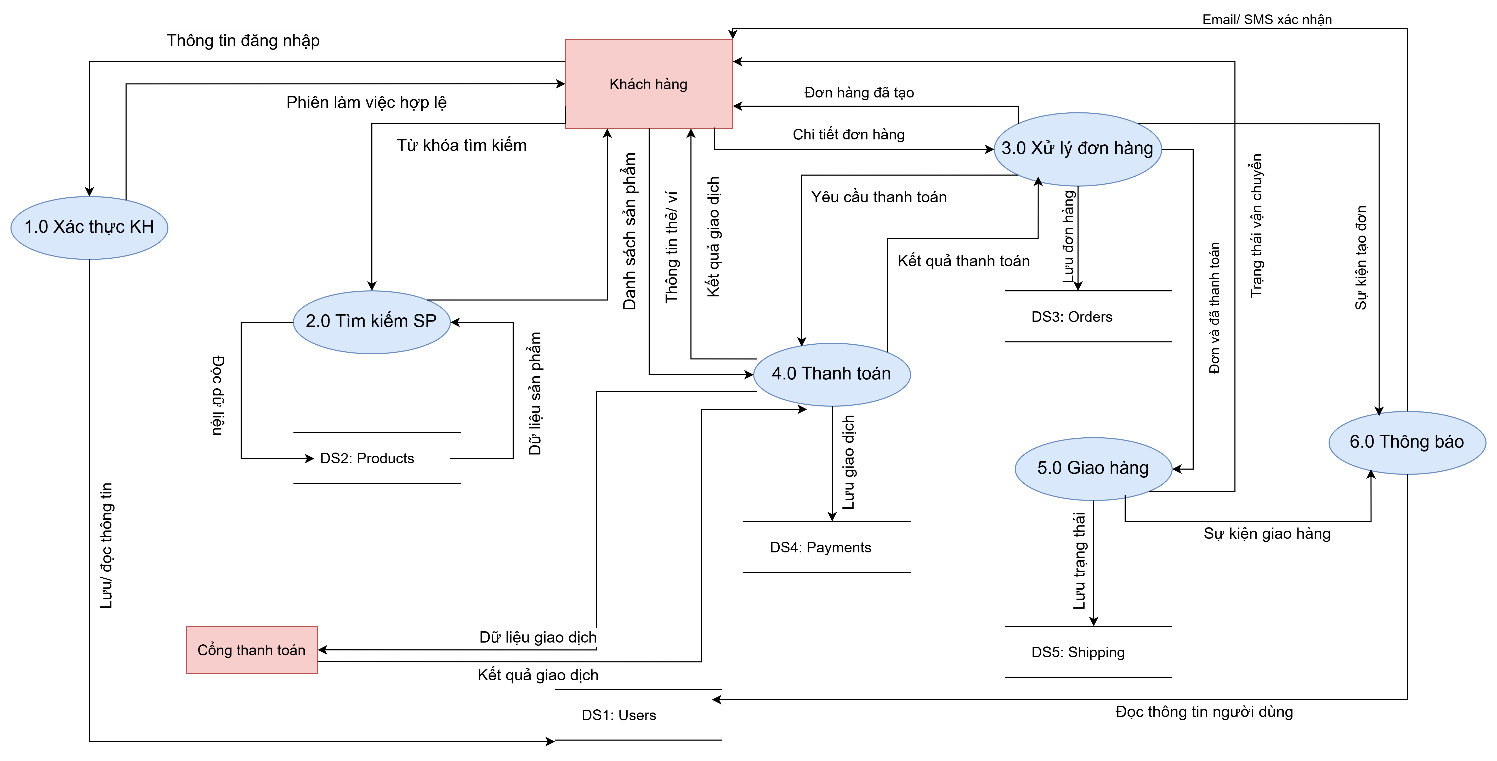 Email/ SMS xác nhận
Thông tin đăng nhập
Khách hàng
Phiên làm việc hợp lệ
Đơn hàng đã tạo
Từ khóa tìm kiếm
Chi tiết đơn hàng
3.0 Xử lý đơn hàng
1.0 Xác thực KH
Danh sách sản phẩm
Thông tin thẻ/ ví
Kết quả giao dịch
Yêu cầu thanh toán
Kết quả thanh toán
Lưu đơn hàng
Đơn và đã thanh toán
Trạng thái vận chuyển
Sự kiện tạo đơn
2.0 Tìm kiếm SP
DS3: Orders
Đọc dữ liệu
Dữ liệu sản phẩm
4.0 Thanh toán
DS2: Products
Lưu giao dịch
5.0 Giao hàng
6.0 Thông báo
Lưu/ đọc thông tin
DS4: Payments
Lưu trạng thái
Sự kiện giao hàng
Cổng thanh toán
Dữ liệu giao dịch
Kết quả giao dịch
DS5: Shipping
DS1: Users
Đọc thông tin người dùng